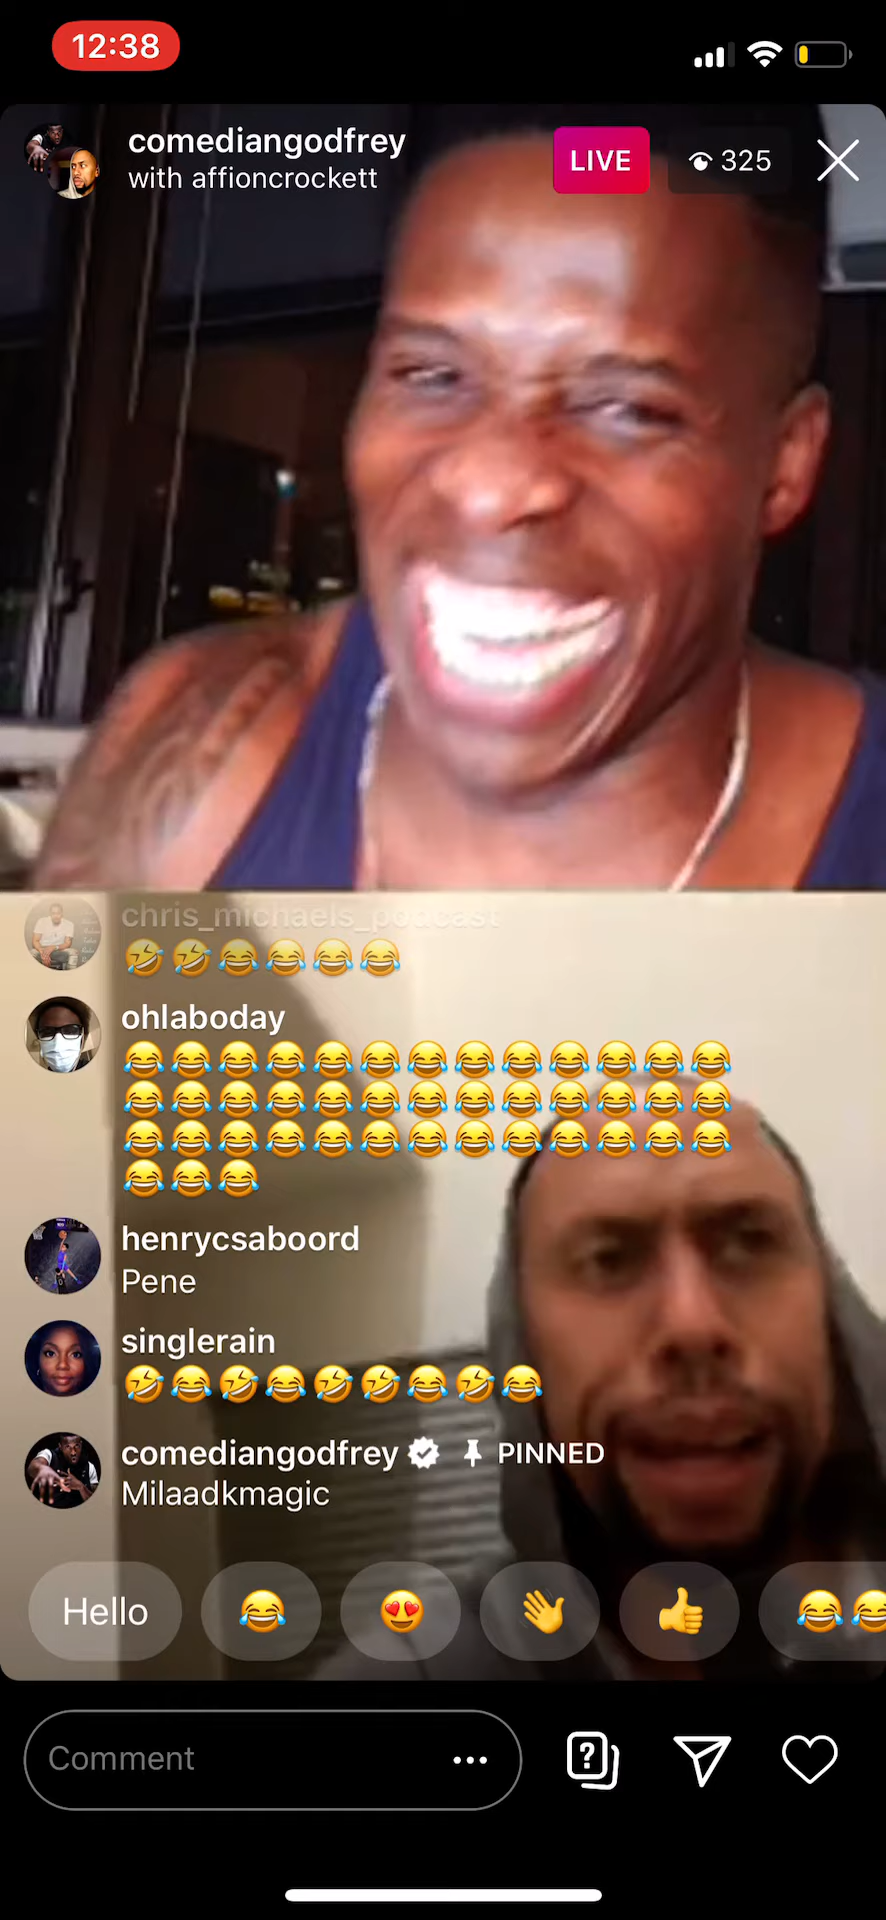 12:38
comediangodfrey
with affioncrockett
LIVE
325
chris_michaels_podcast
🤣🤣😂😂😂😂
ohlaboday
😂😂😂😂😂😂😂😂😂😂😂😂😂
😂😂😂😂😂😂😂😂😂😂😂😂😂
😂😂😂😂😂😂😂😂😂😂😂😂😂
😂😂😂
henrycsaboord
Pene
singlerain
🤣😂🤣😂🤣🤣😂🤣😂
comediangodfrey PINNED
Milaadkmagic
Hello 😂 😍 👋 👍 😂😂
Comment